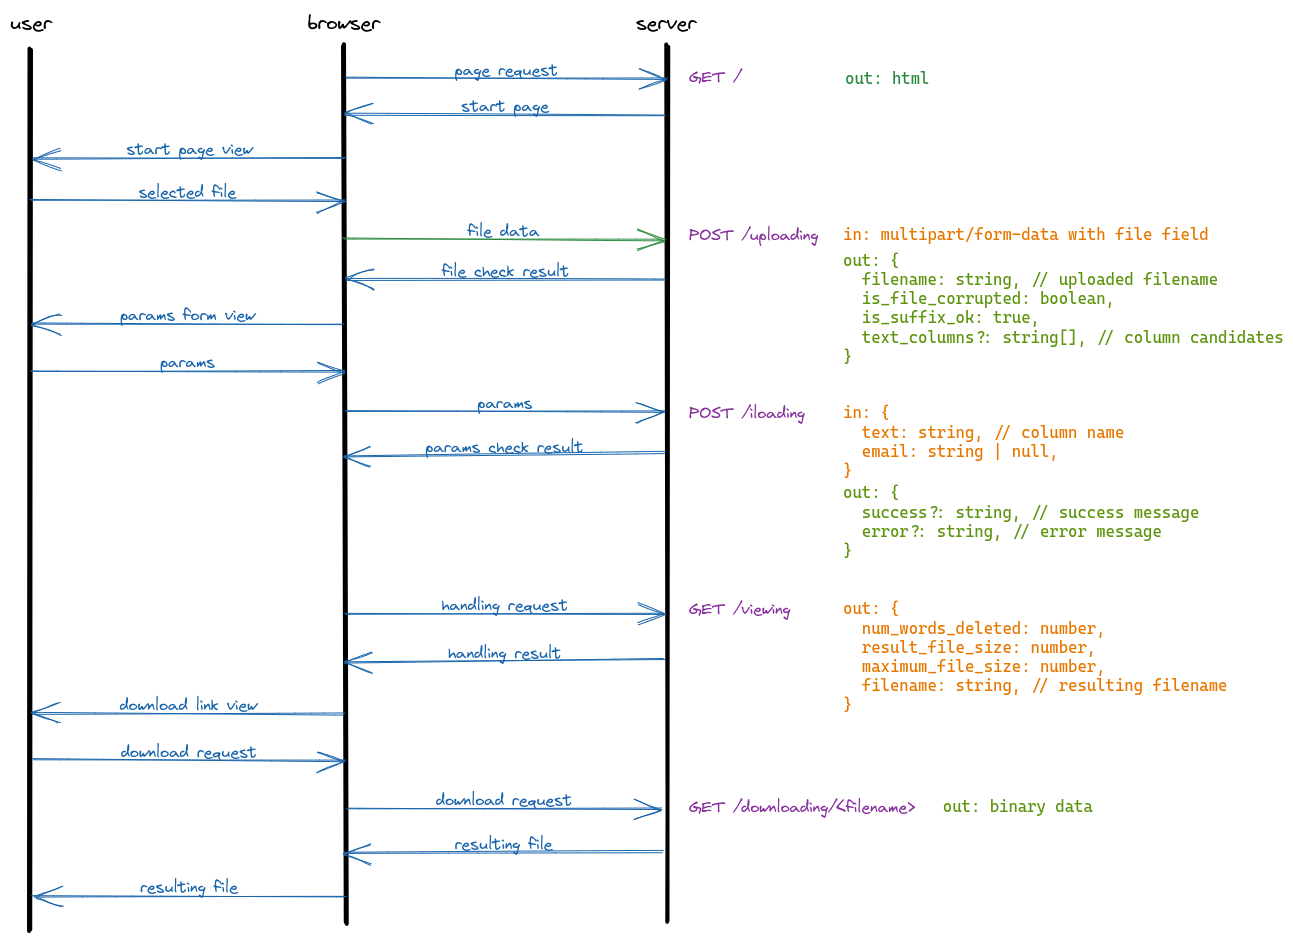 user browser server
page request GET / out: html
start page
start page view
selected file
file data POST /uploading in: multipart/form-data with file field
out: {
filename: string, // uploaded filename
file check result
is_file_corrupted: boolean,
params form view is_suffix_ok: true,
text_columns?: string[], // column candidates
}
params
params POST /iloading in: {
text: string, // column name
params check result email: string | null,
}
out: {
success?: string, // success message
error?: string, // error message
}
handling request GET /viewing out: {
num_words_deleted: number,
handling result result_file_size: number,
maximum_file_size: number,
filename: string, // resulting filename
download link view }
download request
download request GET /downloading/<filename> out: binary data
resulting file
resulting file